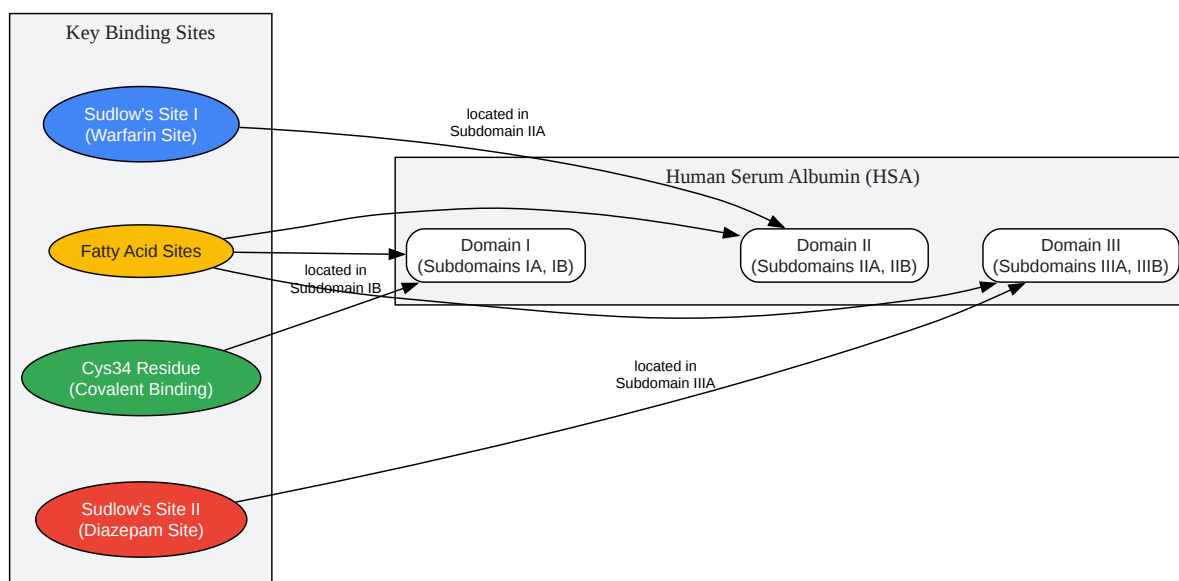 Key Binding Sites
Sudlow's Site I
(Warfarin Site)
located in
Subdomain IIA
Human Serum Albumin (HSA)
Fatty Acid Sites
Domain I
(Subdomains IA, IB)
Domain II
(Subdomains IIA, IIB)
Domain III
(Subdomains IIIA, IIIB)
located in
Subdomain IB
Cys34 Residue
(Covalent Binding)
located in
Subdomain IIIA
Sudlow's Site II
(Diazepam Site)